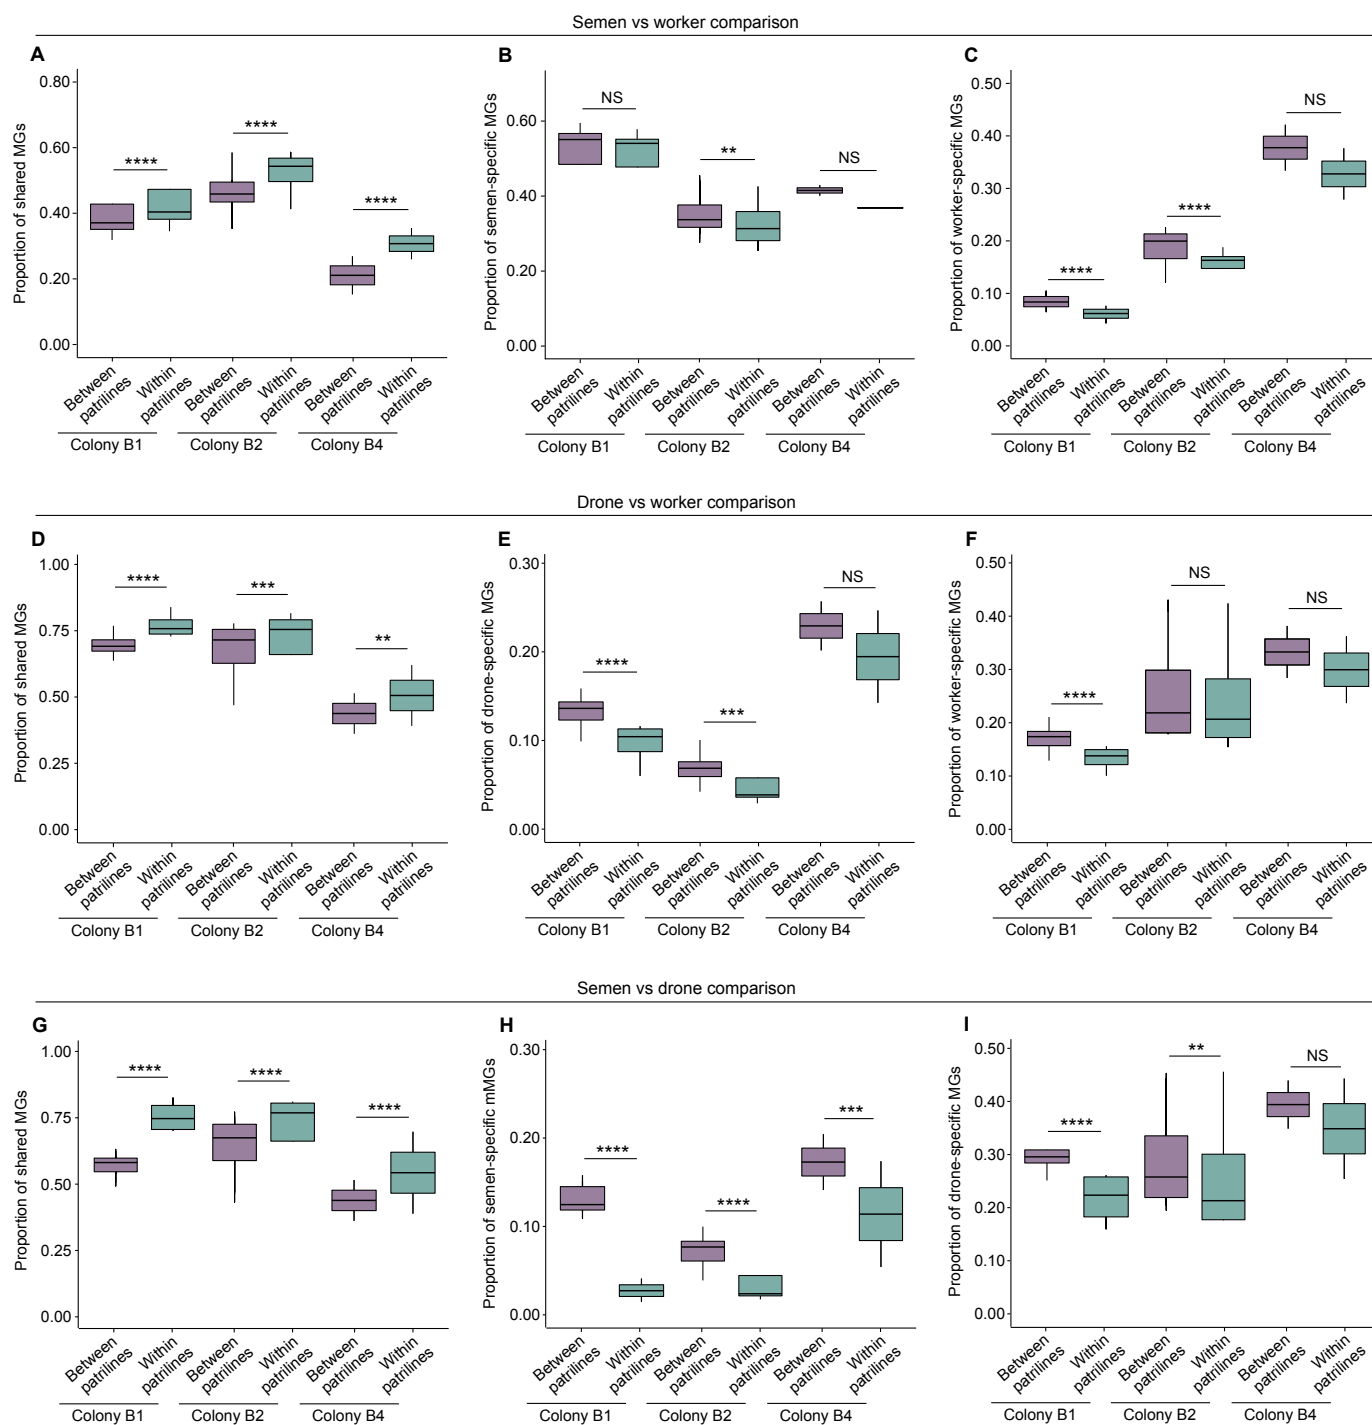 Semen vs worker comparison
A
B
C
Proportion of shared MGs
0.80
0.60
0.40
0.20
0.00
****
****
****
Between patrilines
Within patrilines
Between patrilines
Within patrilines
Between patrilines
Within patrilines
Colony B1
Colony B2
Colony B4
Proportion of semen-specific MGs
0.60
0.40
0.20
0.00
NS
**
NS
Between patrilines
Within patrilines
Between patrilines
Within patrilines
Between patrilines
Within patrilines
Colony B1
Colony B2
Colony B4
Proportion of worker-specific MGs
0.50
0.40
0.30
0.20
0.10
0.00
****
****
NS
Between patrilines
Within patrilines
Between patrilines
Within patrilines
Between patrilines
Within patrilines
Colony B1
Colony B2
Colony B4
Drone vs worker comparison
D
E
F
Proportion of shared MGs
1.00
0.75
0.50
0.25
0.00
****
***
**
Between patrilines
Within patrilines
Between patrilines
Within patrilines
Between patrilines
Within patrilines
Colony B1
Colony B2
Colony B4
Proportion of drone-specific MGs
0.30
0.20
0.10
0.00
****
***
NS
Between patrilines
Within patrilines
Between patrilines
Within patrilines
Between patrilines
Within patrilines
Colony B1
Colony B2
Colony B4
Proportion of worker-specific MGs
0.50
0.40
0.30
0.20
0.10
0.00
****
NS
NS
Between patrilines
Within patrilines
Between patrilines
Within patrilines
Between patrilines
Within patrilines
Colony B1
Colony B2
Colony B4
Semen vs drone comparison
G
H
I
Proportion of shared MGs
1.00
0.75
0.50
0.25
0.00
****
****
****
Between patrilines
Within patrilines
Between patrilines
Within patrilines
Between patrilines
Within patrilines
Colony B1
Colony B2
Colony B4
Proportion of semen-specific mMGs
0.30
0.20
0.10
0.00
****
****
***
Between patrilines
Within patrilines
Between patrilines
Within patrilines
Between patrilines
Within patrilines
Colony B1
Colony B2
Colony B4
Proportion of drone-specific MGs
0.50
0.40
0.30
0.20
0.10
0.00
****
**
NS
Between patrilines
Within patrilines
Between patrilines
Within patrilines
Between patrilines
Within patrilines
Colony B1
Colony B2
Colony B4